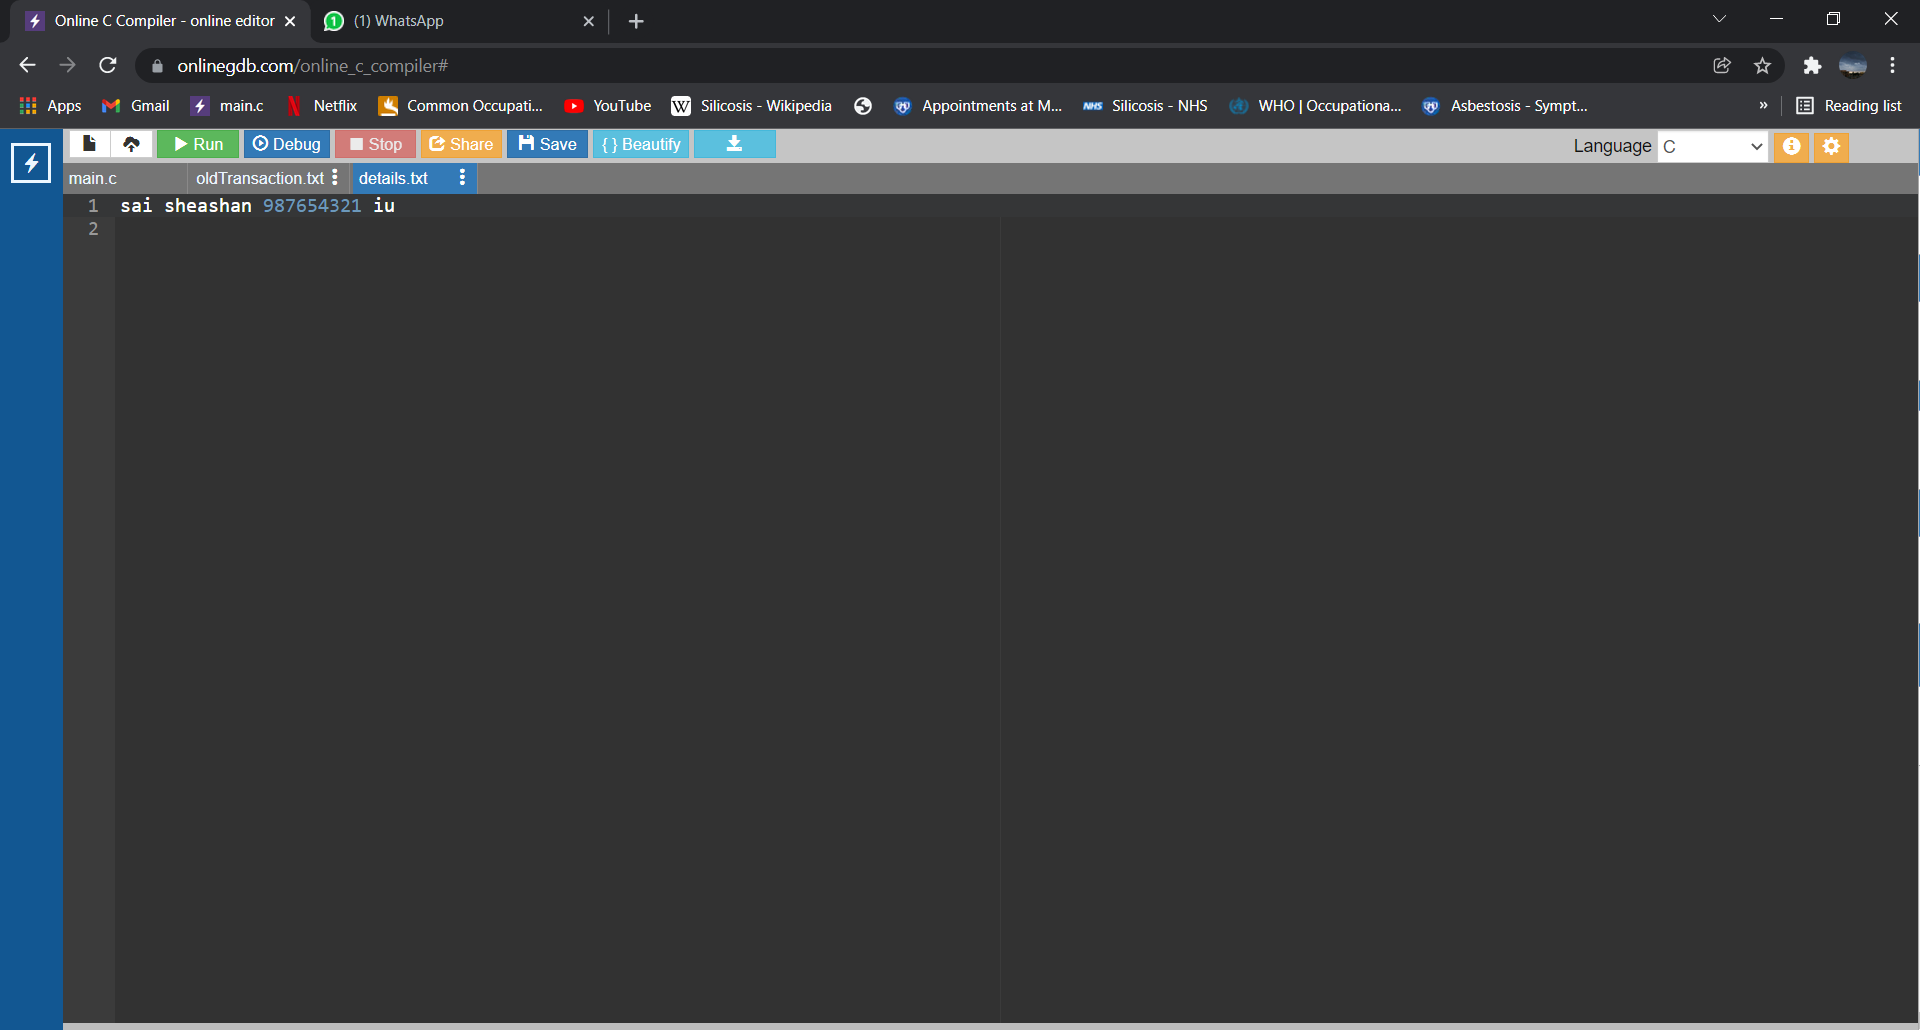 Online C Compiler - online editor
(1) WhatsApp
onlinegdb.com/online_c_compiler#
Apps Gmail main.c Netflix Common Occupati... YouTube W Silicosis - Wikipedia Appointments at M... NHS Silicosis - NHS WHO | Occupationa... Asbestosis - Sympt... » Reading list
Run Debug Stop Share Save { } Beautify Language C
main.c oldTransaction.txt details.txt
1 sai sheashan 987654321 iu
2